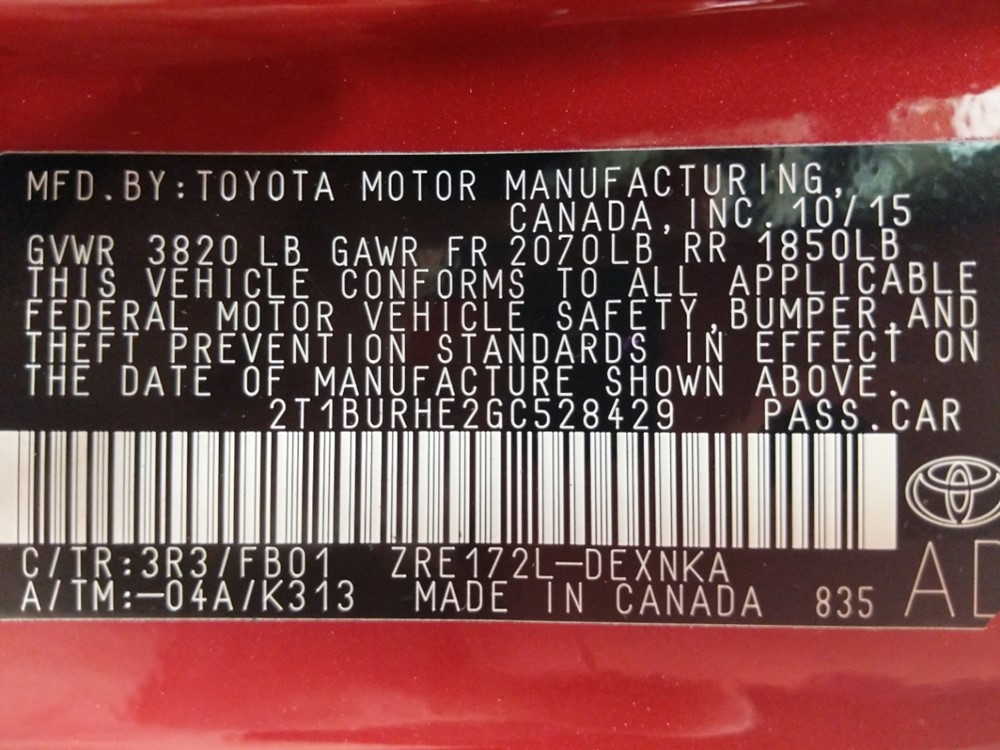 MFD.BY:TOYOTA MOTOR MANUFACTURING,
CANADA,INC. 10/15
GVWR 3820 LB GAWR FR 2070LB RR 1850LB
THIS VEHICLE CONFORMS TO ALL APPLICABLE
FEDERAL MOTOR VEHICLE SAFETY,BUMPER,AND
THEFT PREVENTION STANDARDS IN EFFECT ON
THE DATE OF MANUFACTURE SHOWN ABOVE.
2T1BURHE2GC528429 PASS.CAR
C/TR:3R3/FB01 ZRE172L-DEXNKA
A/TM:-04A/K313 MADE IN CANADA 835
AD